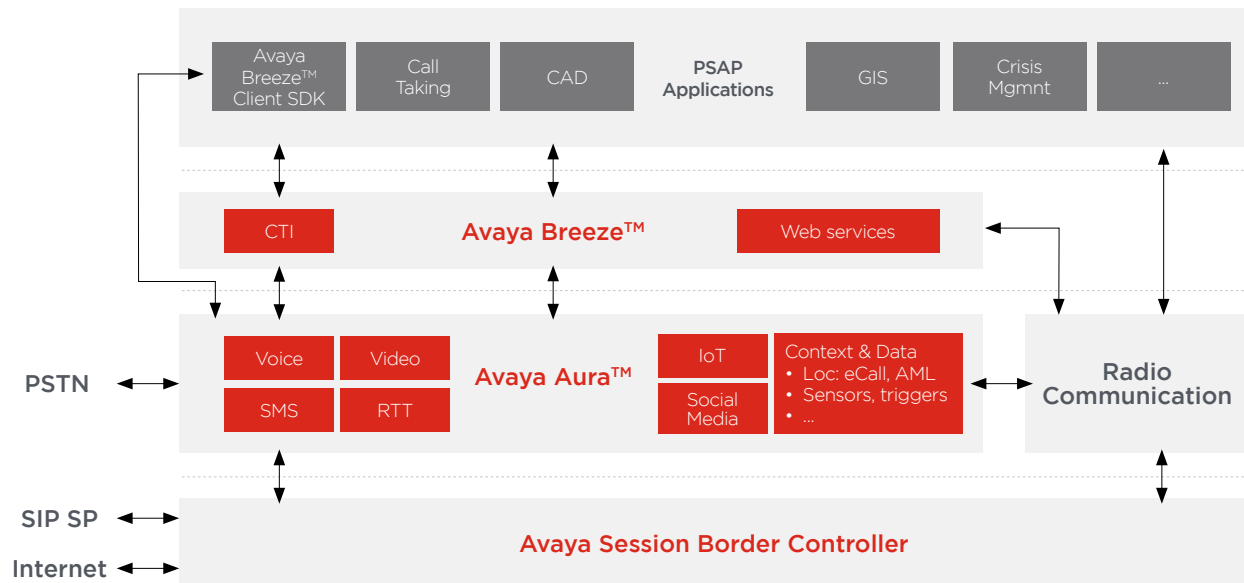 Avaya
Breeze™
Client SDK
Call
Taking
CAD
PSAP
Applications
GIS
Crisis
Mgmnt
...
CTI
Avaya Breeze™
Web services
Voice
Video
SMS
RTT
Avaya Aura™
IoT
Social
Media
Context & Data
• Loc: eCall, AML
• Sensors, triggers
• ...
Radio
Communication
PSTN
SIP SP
Internet
Avaya Session Border Controller